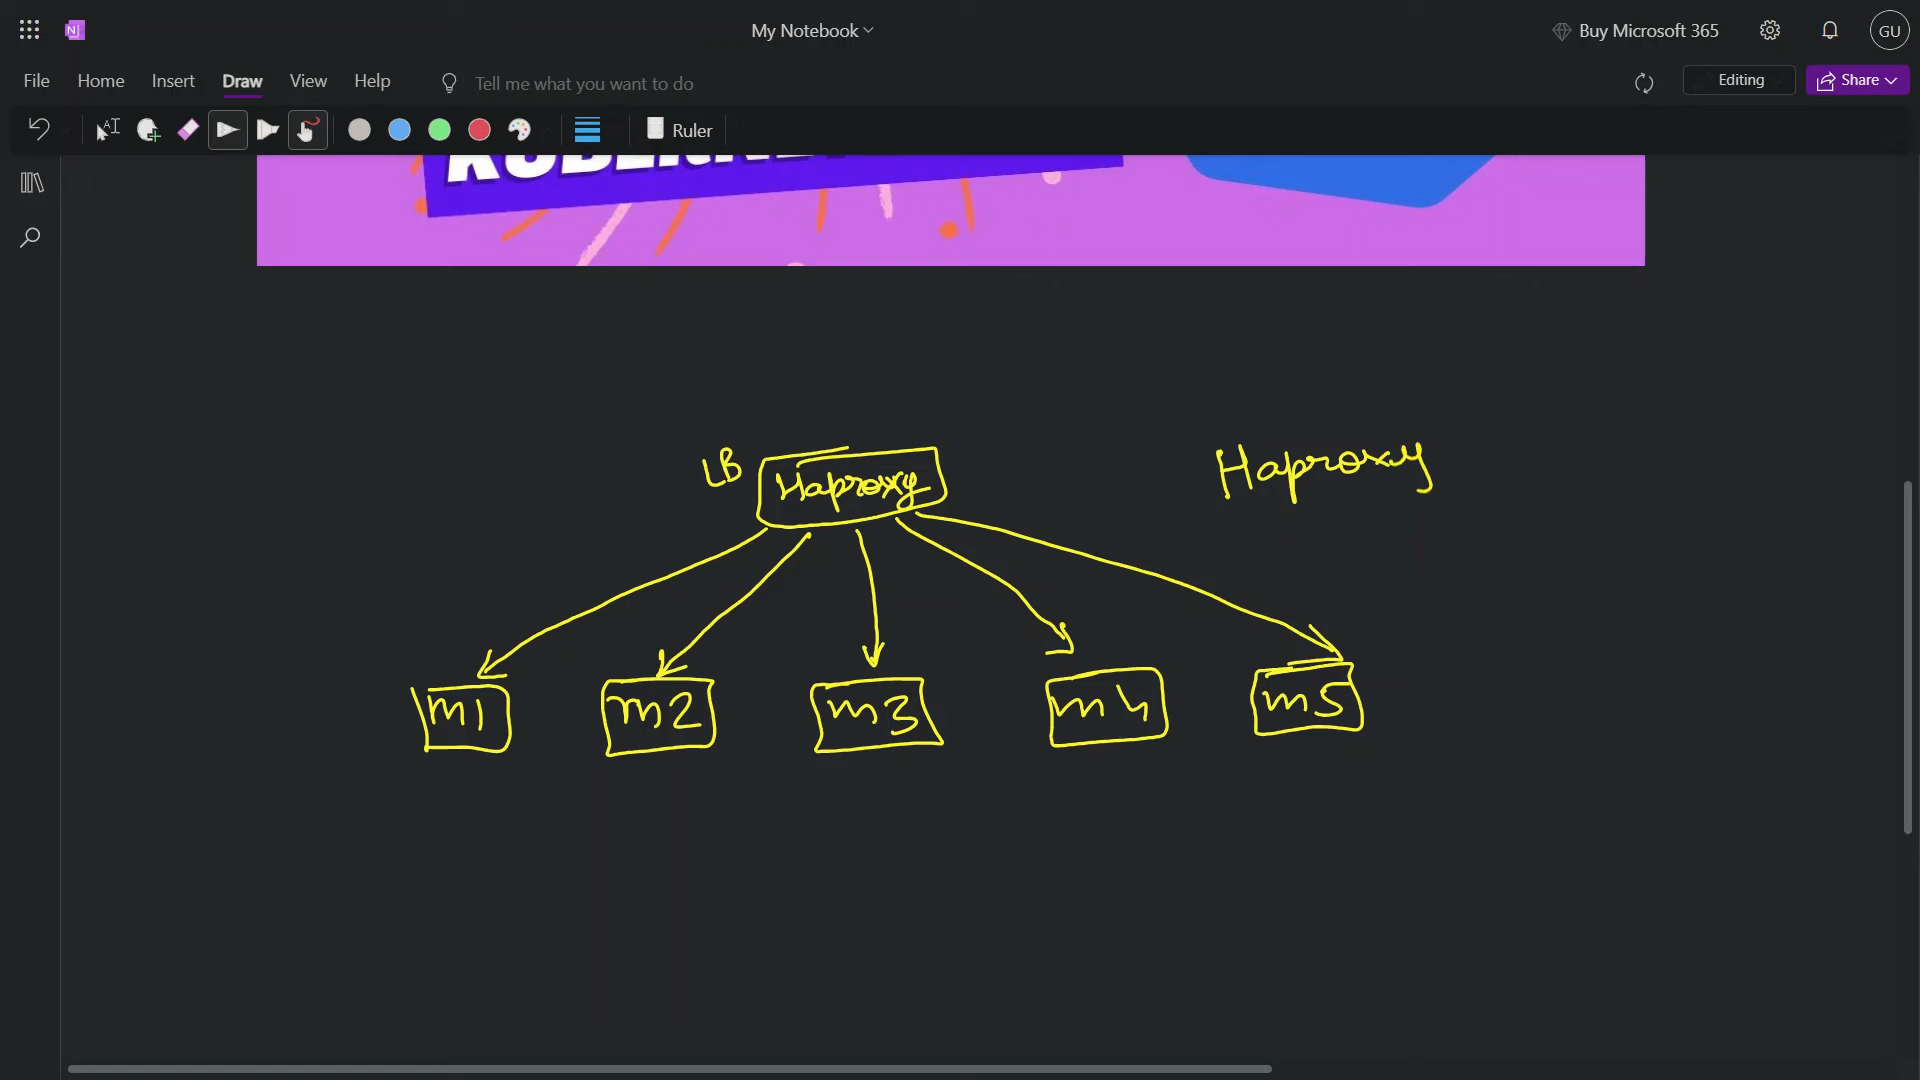 My Notebook
Buy Microsoft 365
GU
File Home Insert Draw View Help
Tell me what you want to do
Editing
Share
Ruler
LB
Haproxy
Haproxy
m1
m2
m3
m4
m5